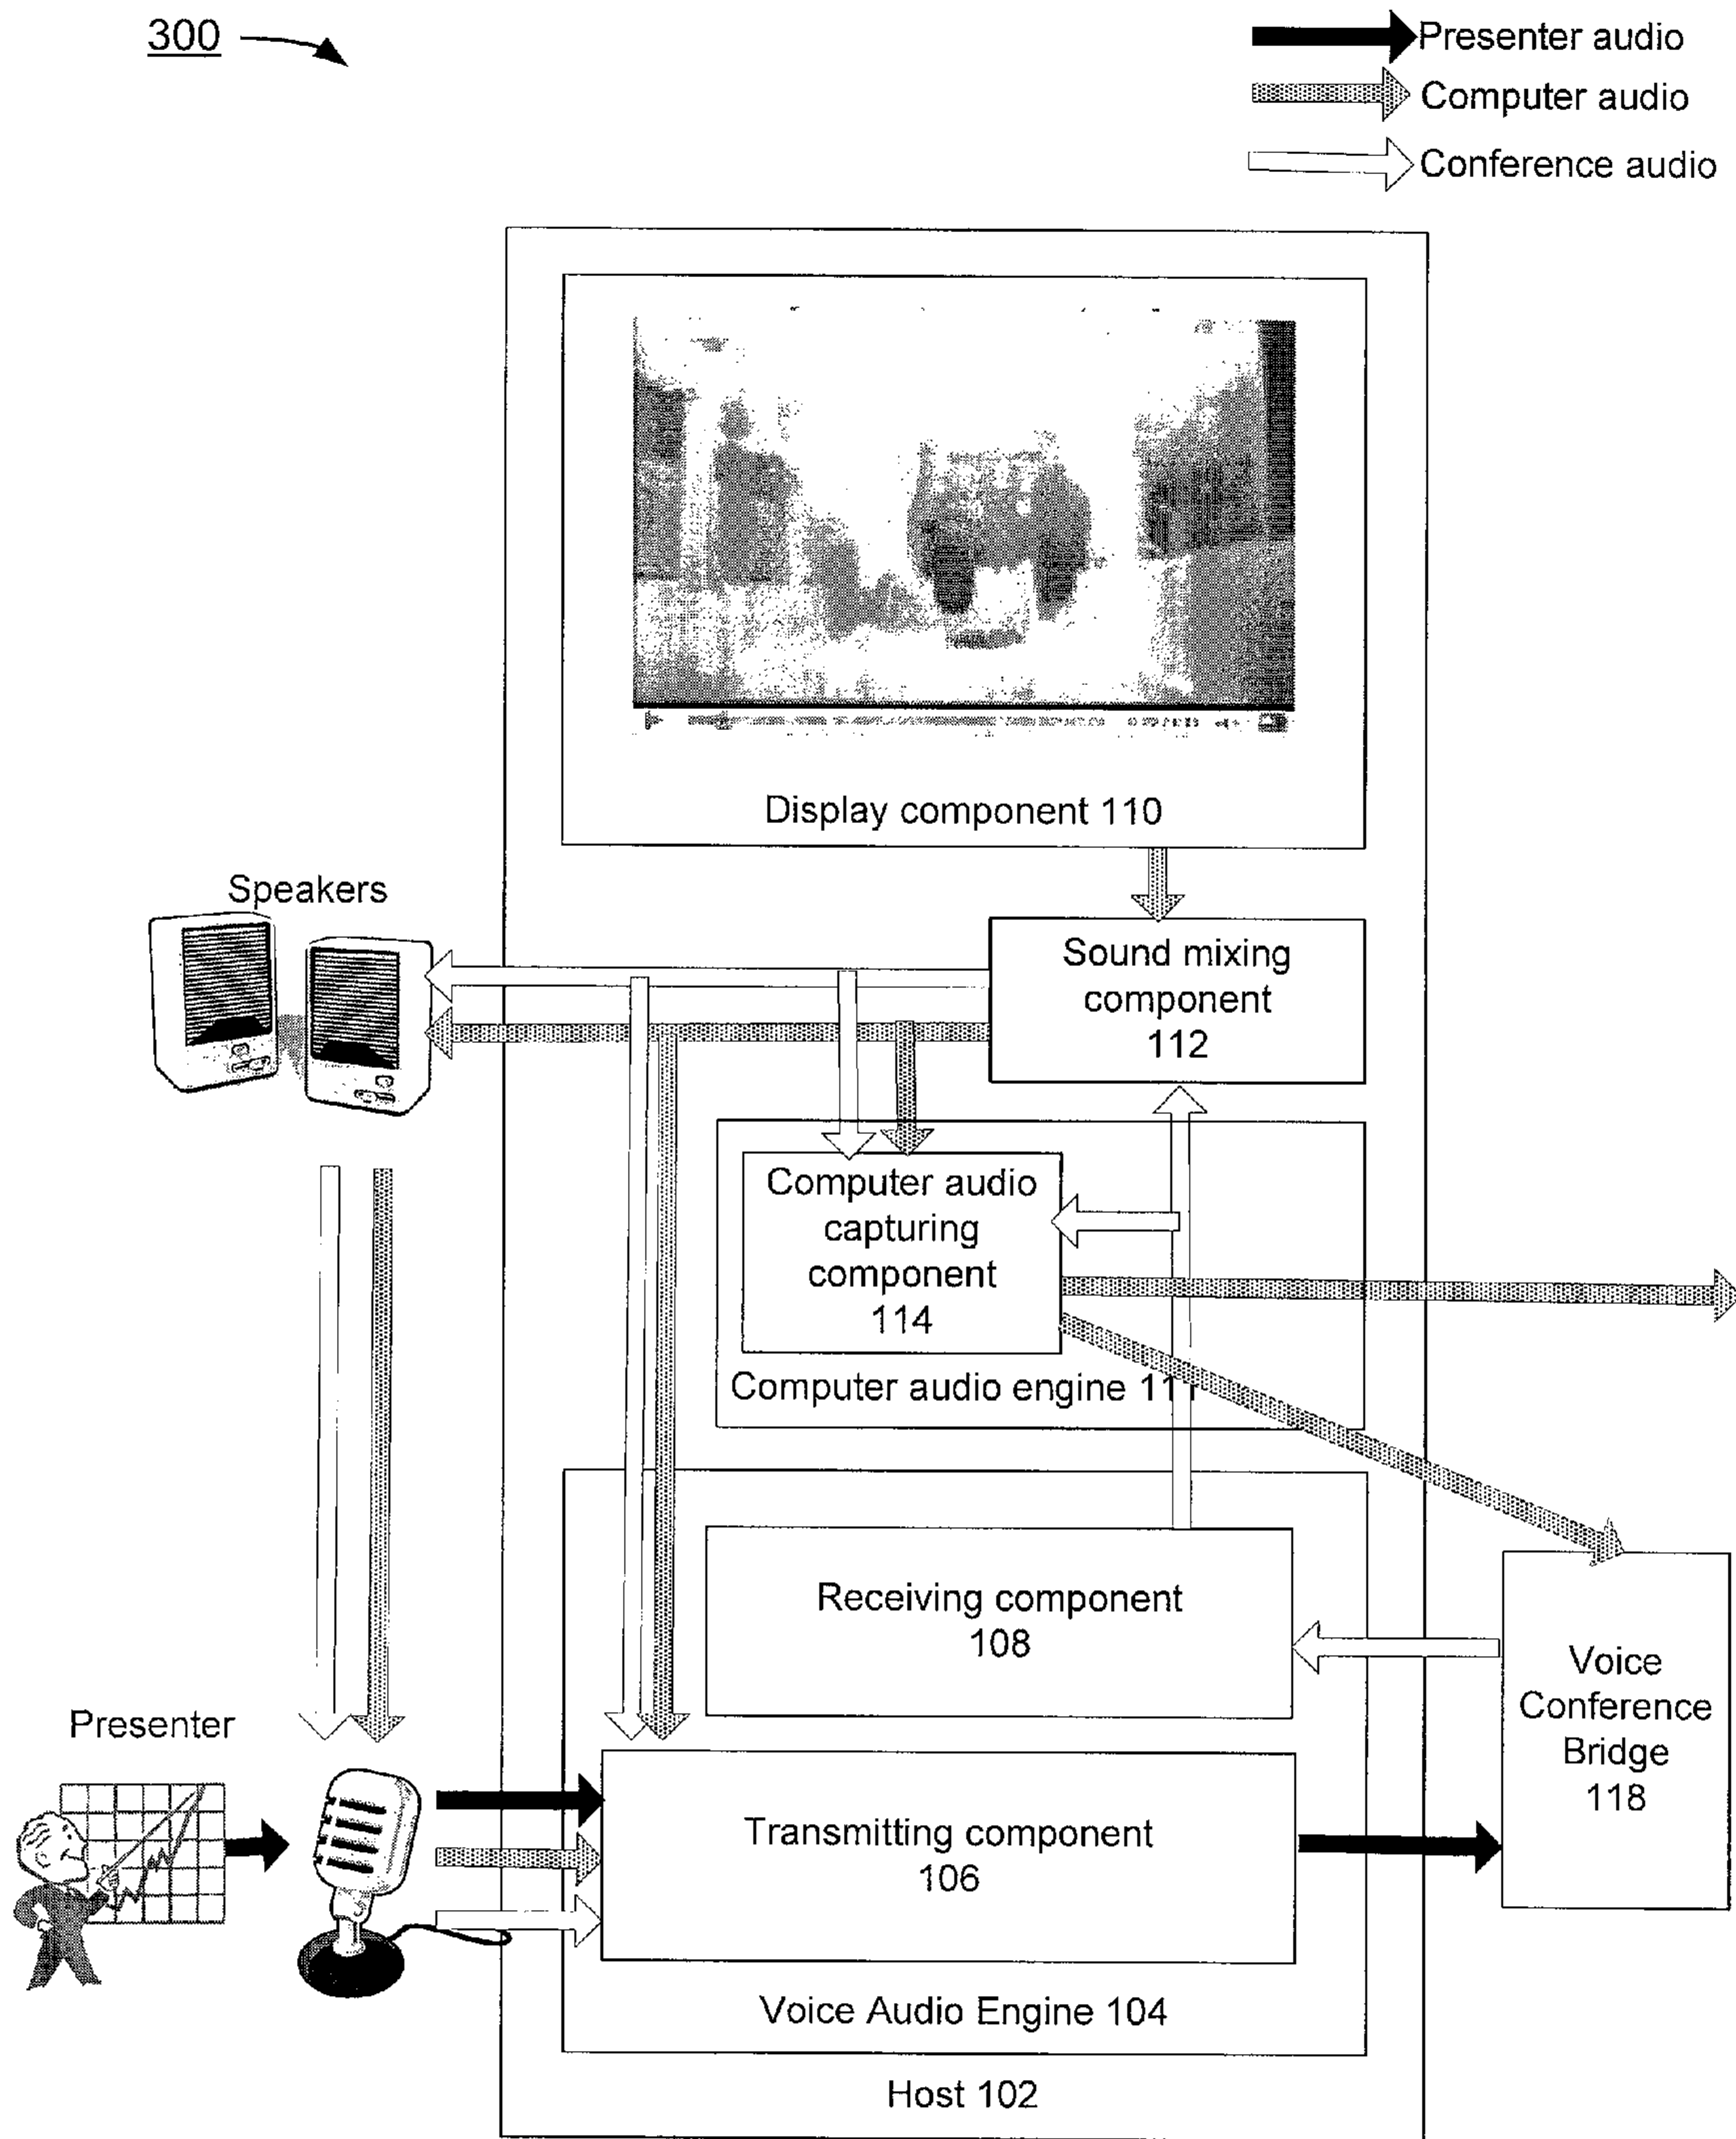 300
Presenter audio
Computer audio
Conference audio
Display component 110
Speakers
Sound mixing
component
112
Computer audio
capturing
component
114
Computer audio engine 111
Receiving component
108
Voice
Conference
Bridge
118
Presenter
Transmitting component
106
Voice Audio Engine 104
Host 102